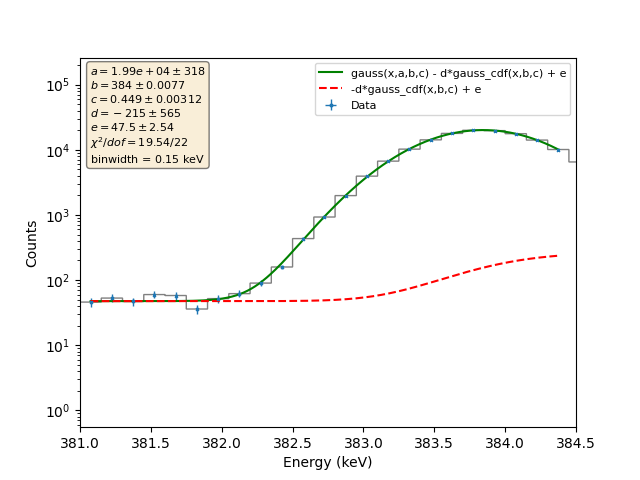 a = 1.99e + 04 ± 318
b = 384 ± 0.0077
c = 0.449 ± 0.00312
d = −215 ± 565
e = 47.5 ± 2.54
χ²/dof = 19.54/22
binwidth = 0.15 keV
gauss(x,a,b,c) - d*gauss_cdf(x,b,c) + e
-d*gauss_cdf(x,b,c) + e
Data
10⁵
10⁴
10³
10²
10¹
10⁰
Counts
381.0 381.5 382.0 382.5 383.0 383.5 384.0 384.5
Energy (keV)